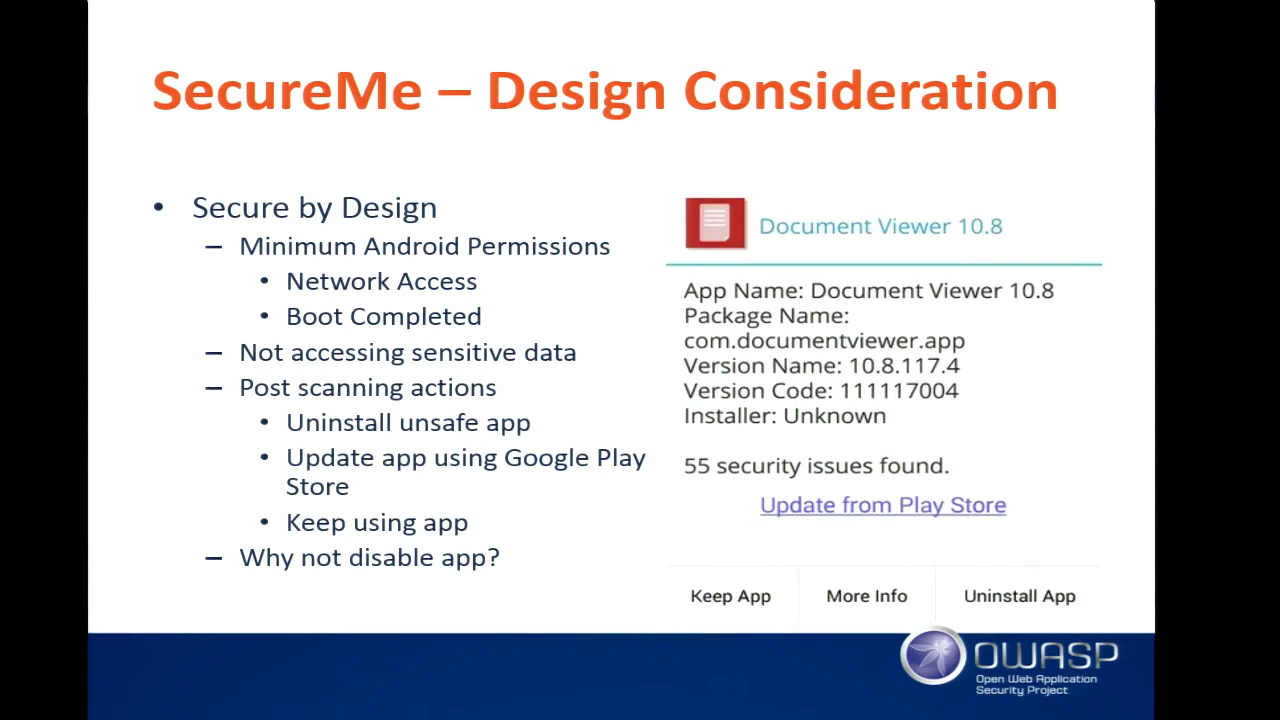 SecureMe – Design Consideration
• Secure by Design
– Minimum Android Permissions
• Network Access
• Boot Completed
– Not accessing sensitive data
– Post scanning actions
• Uninstall unsafe app
• Update app using Google Play
Store
• Keep using app
– Why not disable app?
Document Viewer 10.8
App Name: Document Viewer 10.8
Package Name:
com.documentviewer.app
Version Name: 10.8.117.4
Version Code: 111117004
Installer: Unknown
55 security issues found.
Update from Play Store
Keep App
More Info
Uninstall App
OWASP
Open Web Application
Security Project